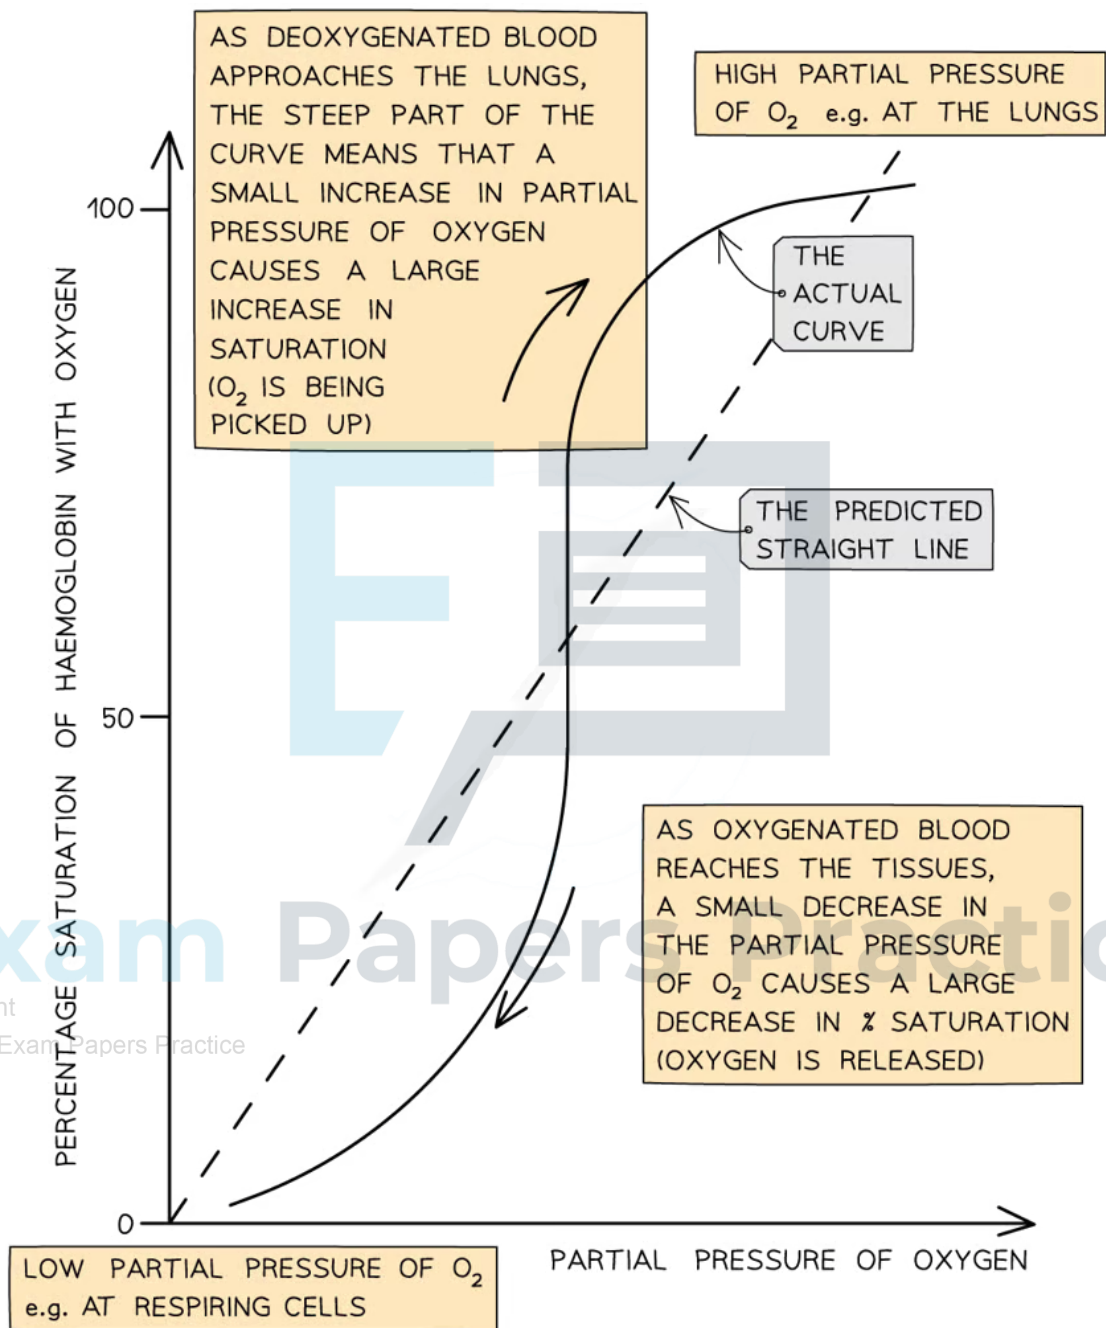 AS DEOXYGENATED BLOOD
APPROACHES THE LUNGS,
THE STEEP PART OF THE
CURVE MEANS THAT A
SMALL INCREASE IN PARTIAL
PRESSURE OF OXYGEN
CAUSES A LARGE
INCREASE IN
SATURATION
(O₂ IS BEING
PICKED UP)
HIGH PARTIAL PRESSURE
OF O₂ e.g. AT THE LUNGS
100
50
0
PERCENTAGE SATURATION OF HAEMOGLOBIN WITH OXYGEN
THE
ACTUAL
CURVE
THE PREDICTED
STRAIGHT LINE
AS OXYGENATED BLOOD
REACHES THE TISSUES,
A SMALL DECREASE IN
THE PARTIAL PRESSURE
OF O₂ CAUSES A LARGE
DECREASE IN % SATURATION
(OXYGEN IS RELEASED)
xam Papers Practic
nt
Exam Papers Practice
PARTIAL PRESSURE OF OXYGEN
LOW PARTIAL PRESSURE OF O₂
e.g. AT RESPIRING CELLS